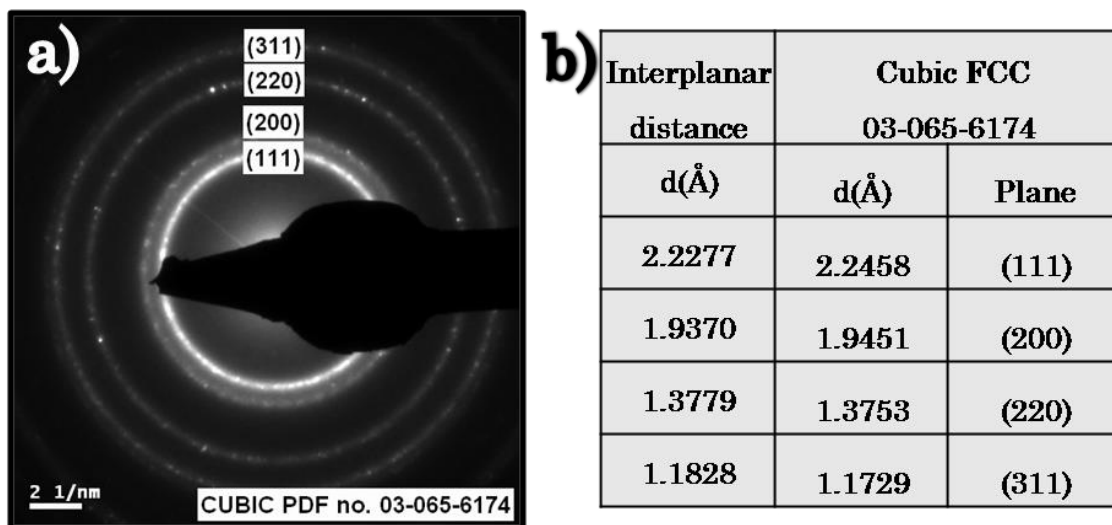 a)
(311)
(220)
(200)
(111)
2 1/nm
CUBIC PDF no. 03-065-6174
b)
Interplanar distance
Cubic FCC 03-065-6174
d(Å) d(Å) Plane
2.2277 2.2458 (111)
1.9370 1.9451 (200)
1.3779 1.3753 (220)
1.1828 1.1729 (311)